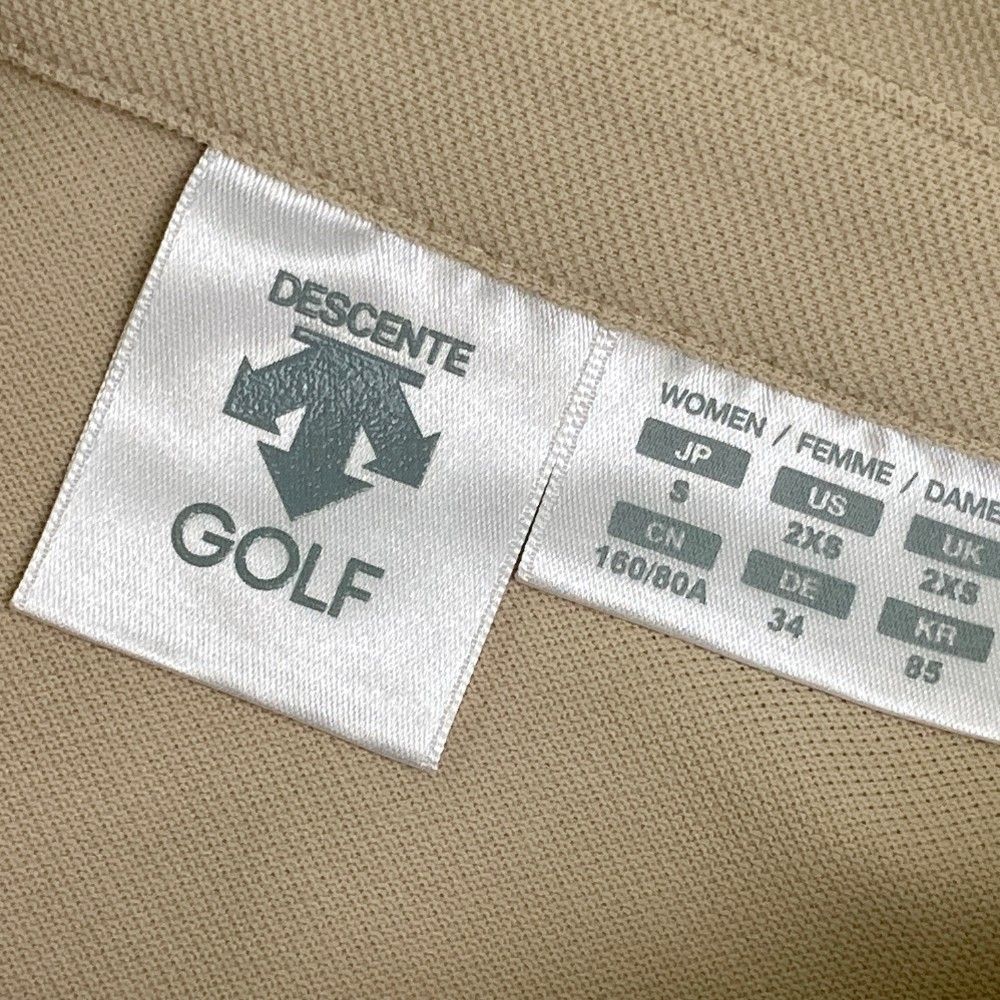 DESCENTE
GOLF
WOMEN / FEMME / DAME
JP US UK
S 2XS 2XS
CN DE KR
160/80A 34 85